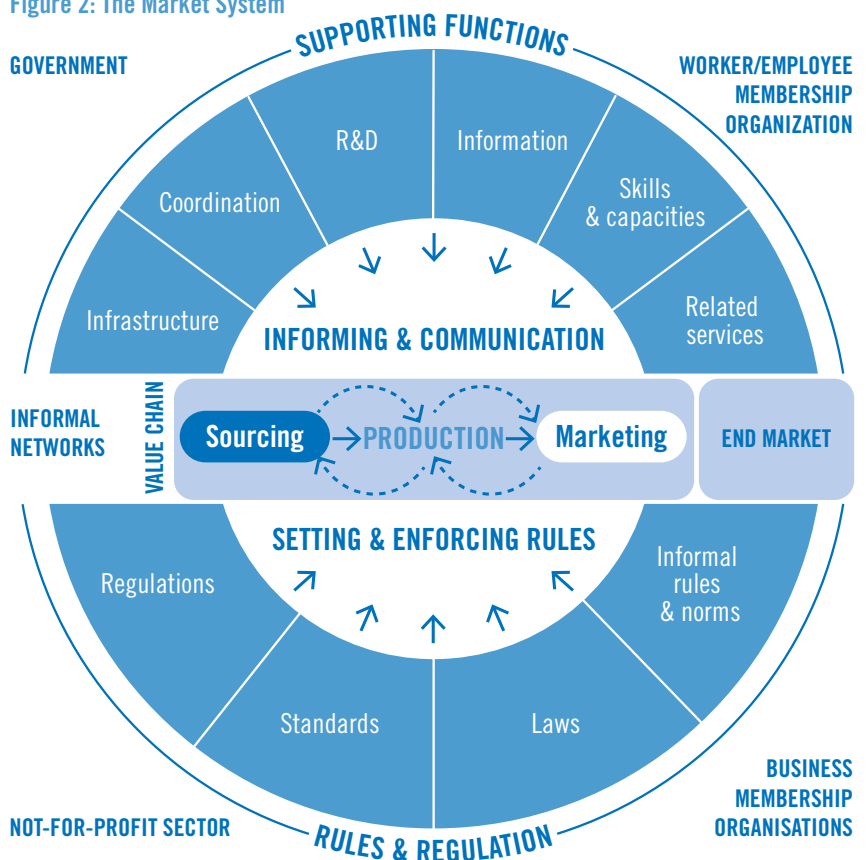 Figure 2: The Market System
SUPPORTING FUNCTIONS
GOVERNMENT
WORKER/EMPLOYEE
MEMBERSHIP
ORGANIZATION
R&D
Information
Coordination
Skills
& capacities
Infrastructure
Related
services
INFORMING & COMMUNICATION
INFORMAL
NETWORKS
VALUE CHAIN
Sourcing
PRODUCTION
Marketing
END MARKET
SETTING & ENFORCING RULES
Regulations
Informal
rules
& norms
Standards
Laws
NOT-FOR-PROFIT SECTOR
RULES & REGULATION
BUSINESS
MEMBERSHIP
ORGANISATIONS